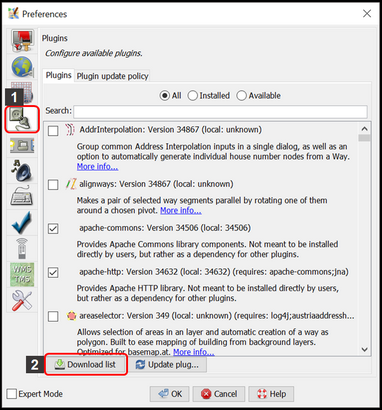 Preferences
Plugins
Configure available plugins.
Plugins
Plugin update policy
All
Installed
Available
Search:
1
AddrInterpolation: Version 34867 (local: unknown)
Group common Address Interpolation inputs in a single dialog, as well as an
option to automatically generate individual house number nodes from a Way.
More info...
alignways: Version 34867 (local: unknown)
Makes a pair of selected way segments parallel by rotating one of them
around a chosen pivot. More info...
apache-commons: Version 34506 (local: 34506)
Provides Apache Commons library components. Not meant to be installed
directly by users, but rather as a dependency for other plugins.
WMS
TMS
apache-http: Version 34632 (local: 34632) (requires: apache-commons;jna)
Provides Apache HTTP library. Not meant to be installed directly by users,
but rather as a dependency for other plugins.
areaselector: Version 349 (local: unknown) (requires: log4j;austriaaddressh...
Allows selection of areas in a layer and automatic creation of a way as
polygon. Built to ease mapping of building from background layers.
Optimized for basemap.at. More info...
2
Download list
Update plug...
Expert Mode
OK
Cancel
Help